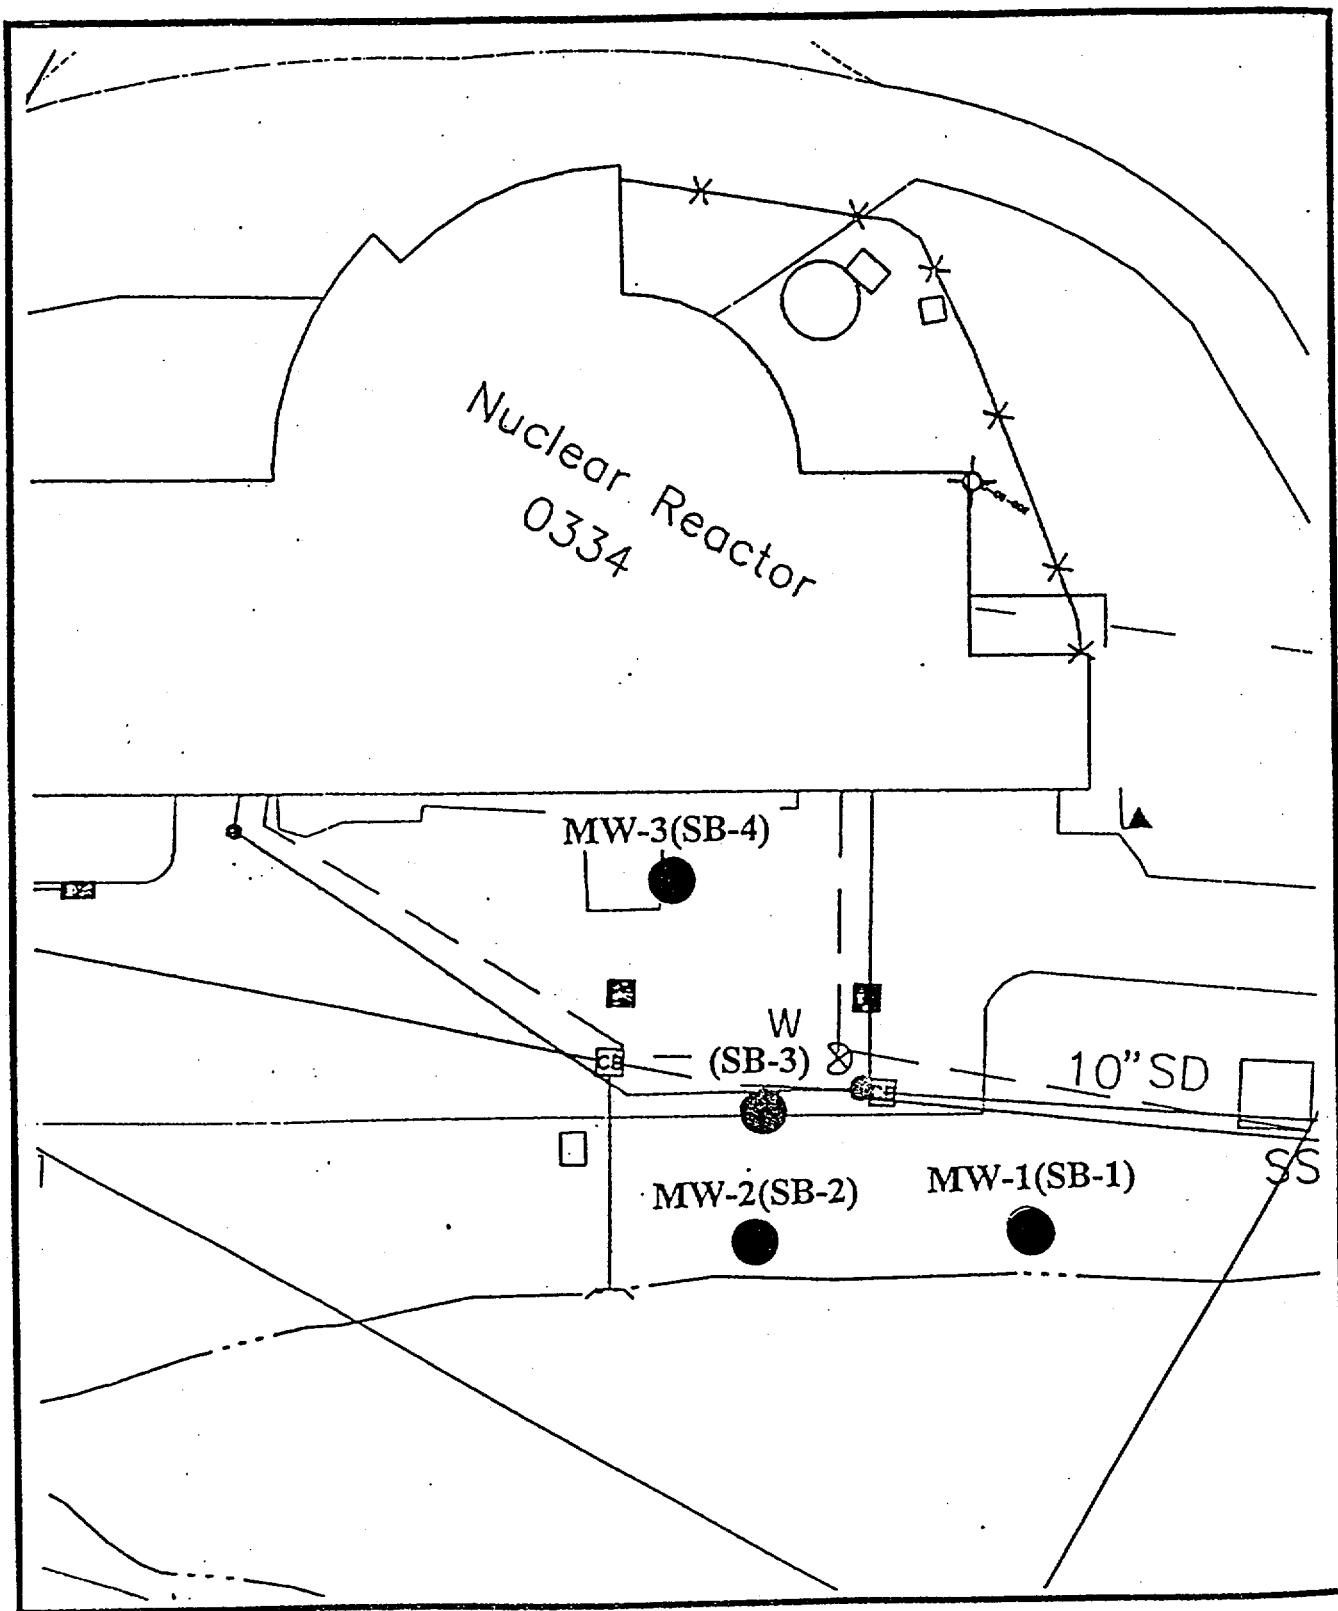 Nuclear Reactor
0334
MW-3(SB-4)
W
CB
(SB-3)
10"SD
SS
MW-2(SB-2)
MW-1(SB-1)